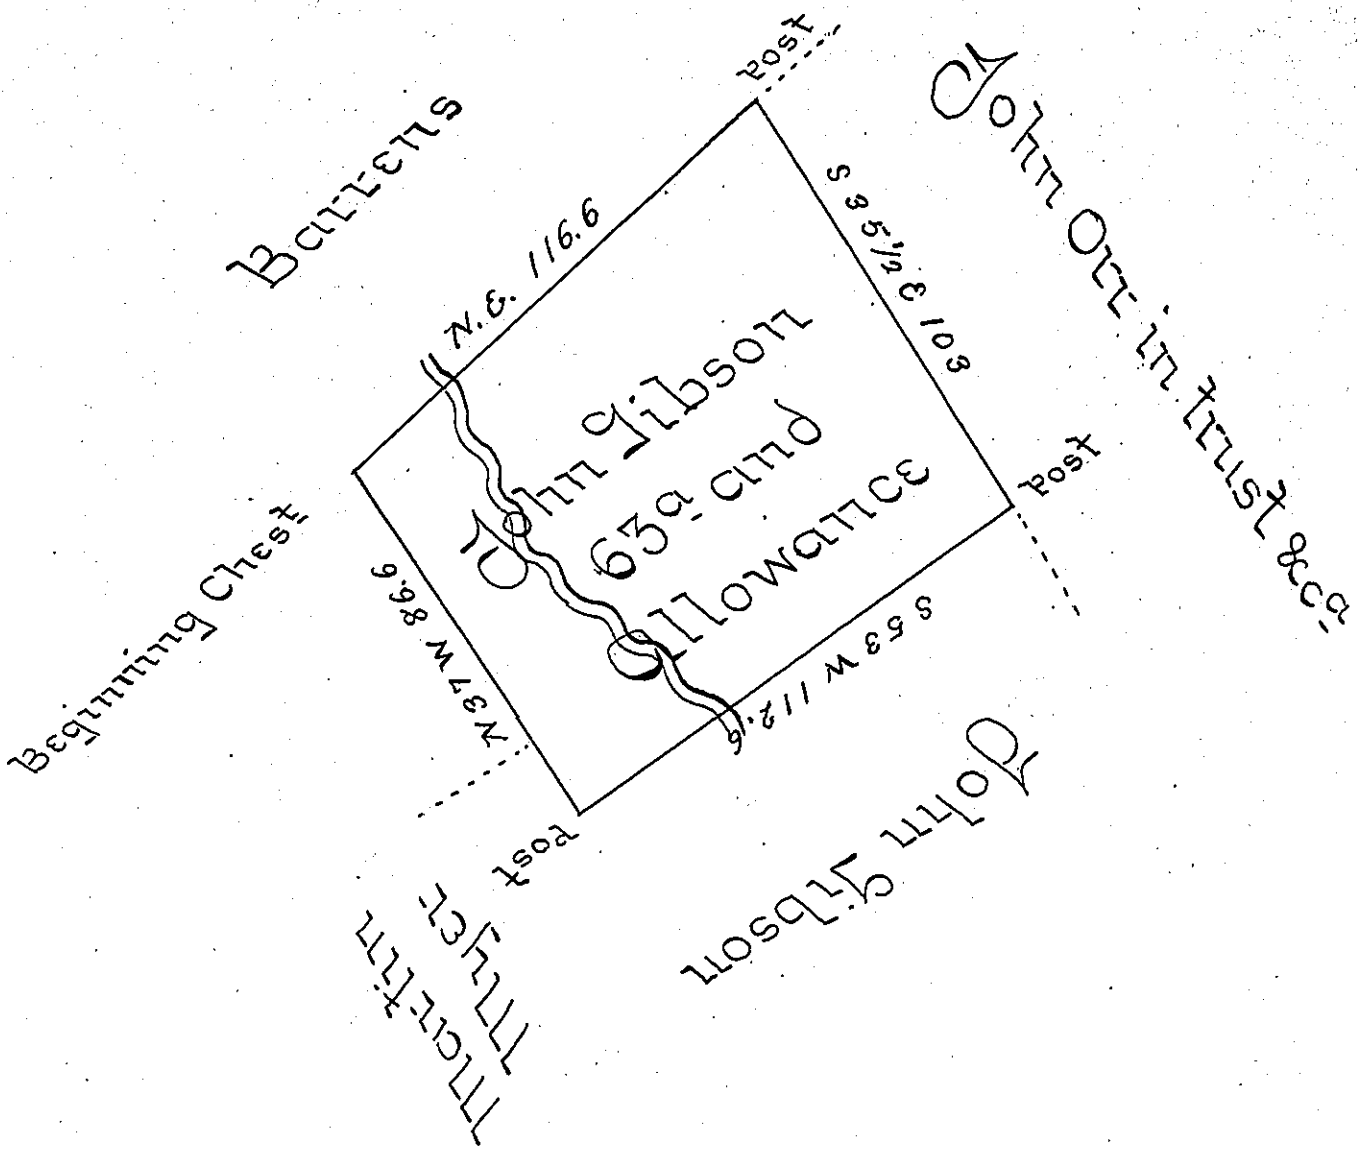 Barrens
Post
John Orr in trust &ca
N.E. 116.6
S 35½ E 103
Beginning Chest.
John Gibson
63a and
Allowance
Post
N 37 W 86.6
S 53 W 112.6
Post
John Gibson
Martin
Myer